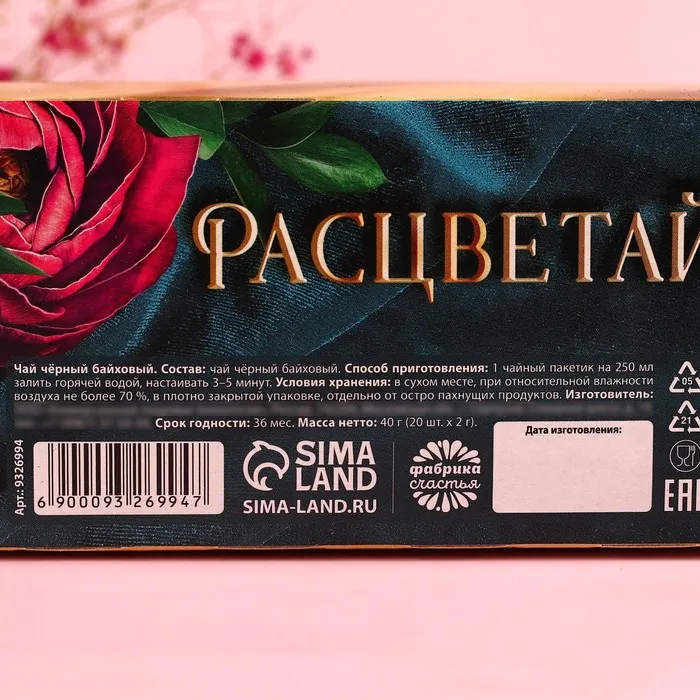 РАСЦВЕТАЙ
Чай чёрный байховый. Состав: чай чёрный байховый. Способ приготовления: 1 чайный пакетик на 250 мл
залить горячей водой, настаивать 3–5 минут. Условия хранения: в сухом месте, при относительной влажности
воздуха не более 70 %, в плотно закрытой упаковке, отдельно от остро пахнущих продуктов. Изготовитель:
Срок годности: 36 мес. Масса нетто: 40 г (20 шт. х 2 г).
Арт.: 9326994
6 900093 269947
SIMA
LAND
SIMA-LAND.RU
фабрика
счастья
Дата изготовления:
05
21
EAC